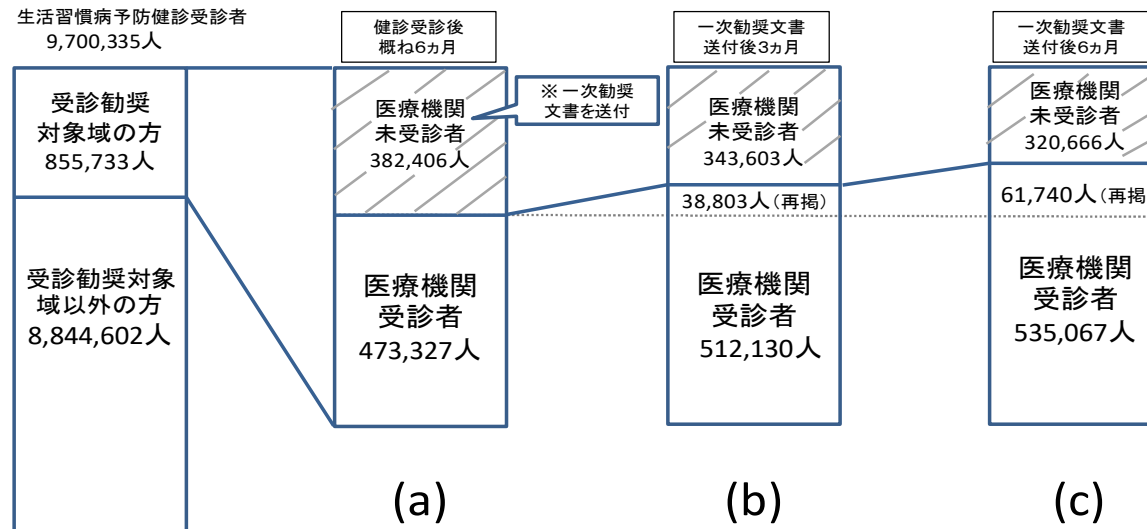 生活習慣病予防健診受診者
9,700,335人
受診勧奨
対象域の方
855,733人
受診勧奨対象
域以外の方
8,844,602人
健診受診後
概ね6ヵ月
医療機関
未受診者
382,406人
※一次勧奨
文書を送付
医療機関
受診者
473,327人
(a)
一次勧奨文書
送付後3ヵ月
医療機関
未受診者
343,603人
38,803人(再掲)
医療機関
受診者
512,130人
(b)
一次勧奨文書
送付後6ヵ月
医療機関
未受診者
320,666人
61,740人(再掲
医療機関
受診者
535,067人
(c)